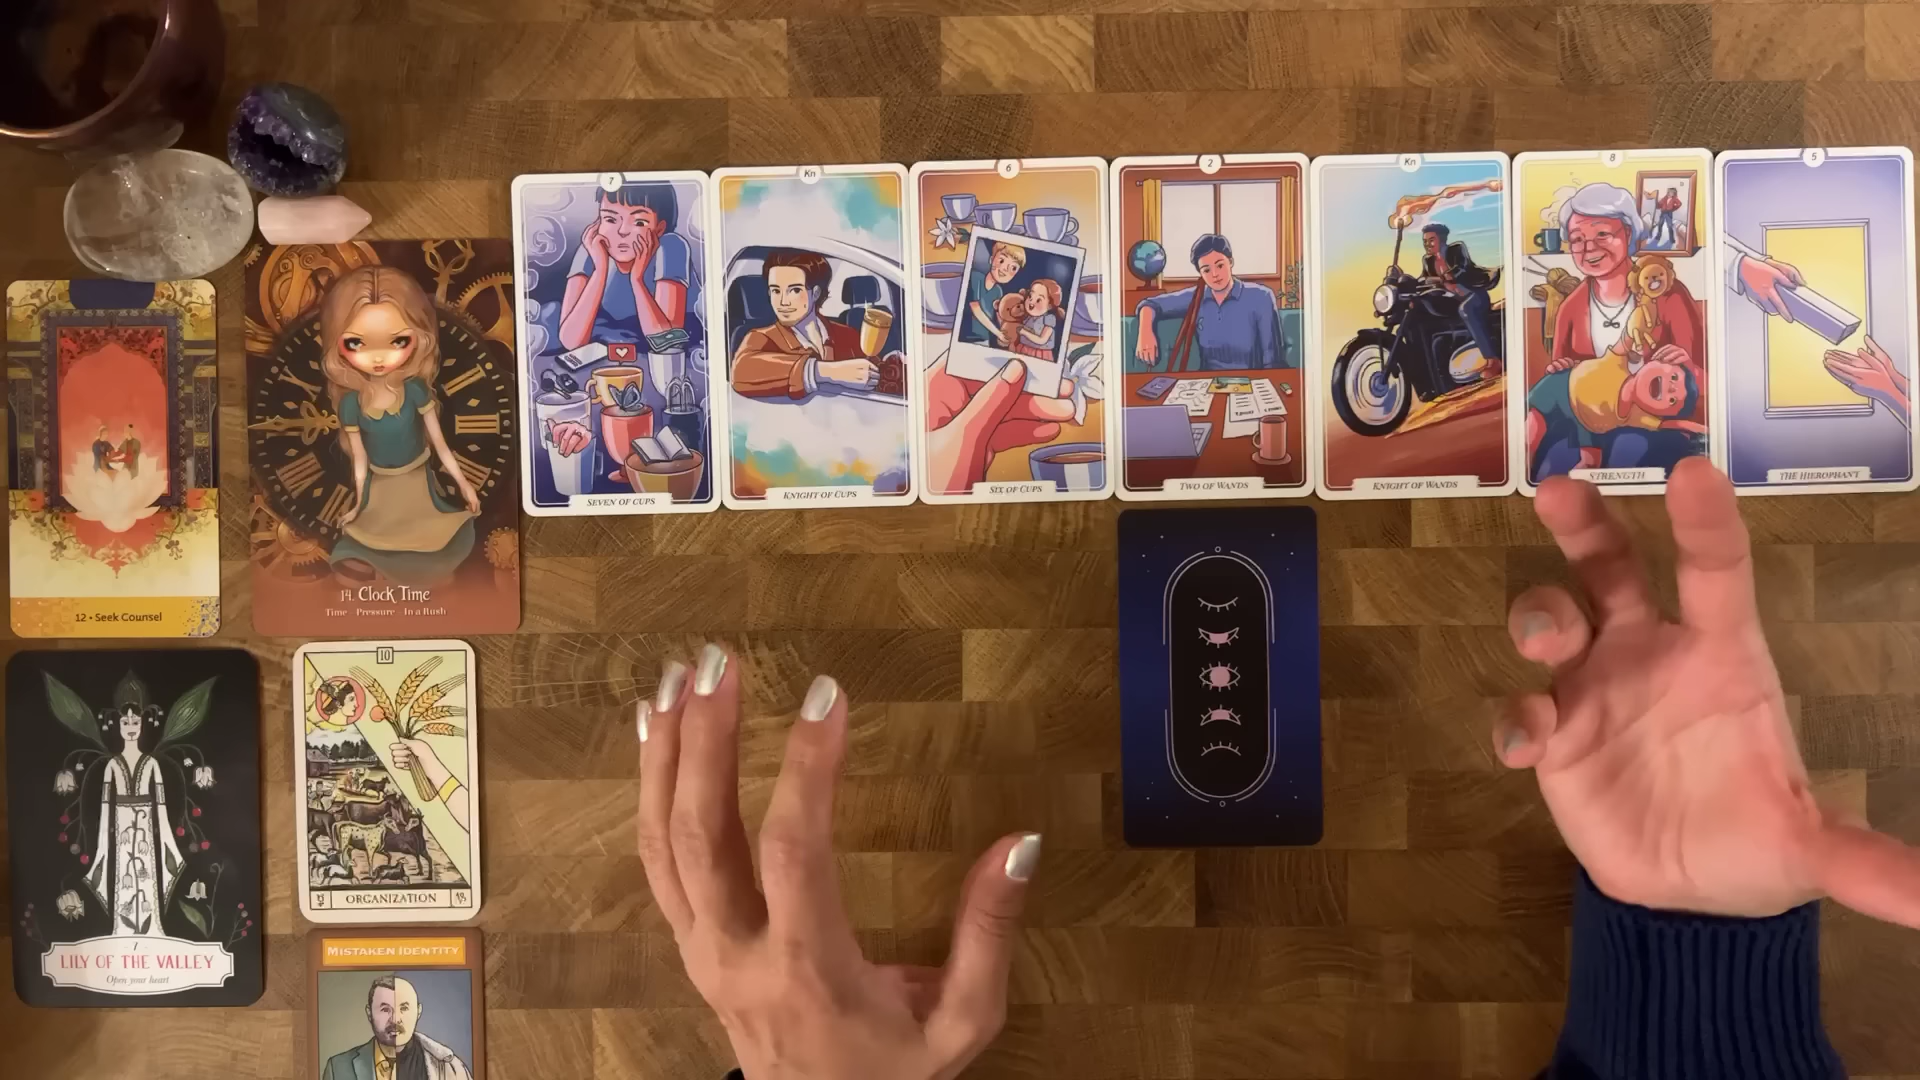 7
SEVEN OF CUPS
Kn
KNIGHT OF CUPS
6
SIX OF CUPS
2
TWO OF WANDS
Kn
KNIGHT OF WANDS
8
STRENGTH
5
THE HIEROPHANT
12 • Seek Counsel
14. Clock Time
Time - Pressure - In a Rush
7
LILY OF THE VALLEY
Open your heart
10
ORGANIZATION
MISTAKEN IDENTITY